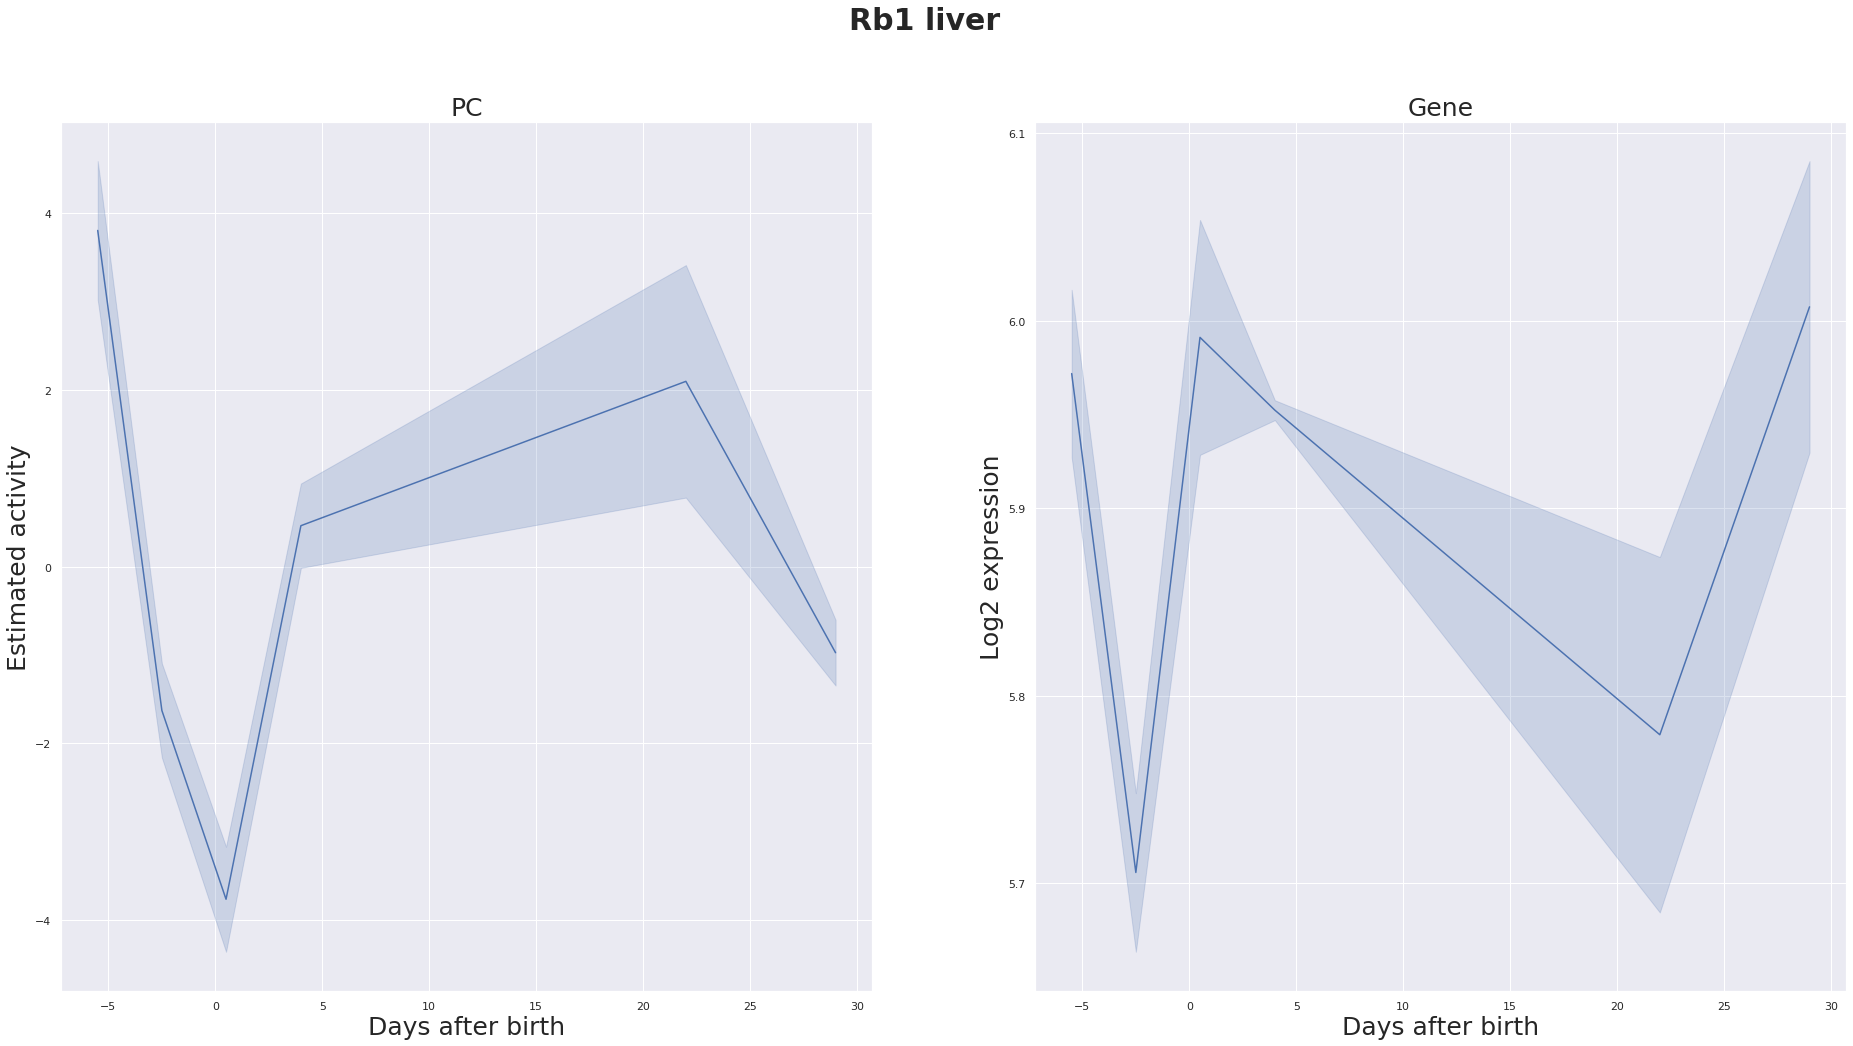 Rb1 liver
PC
Estimated activity
4
2
0
−2
−4
−5 0 5 10 15 20 25 30
Days after birth
Gene
Log2 expression
6.1
6.0
5.9
5.8
5.7
−5 0 5 10 15 20 25 30
Days after birth